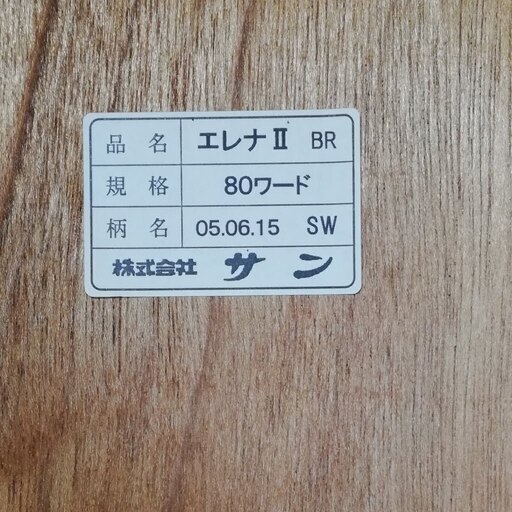 品名 エレナⅡ BR
規格 80ワード
柄名 05.06.15 SW
株式会社 サン